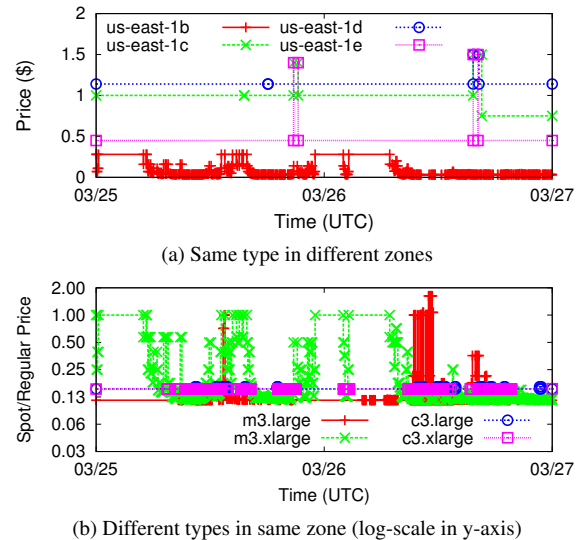 us-east-1b
us-east-1c
us-east-1d
us-east-1e
Price ($)
2
1.5
1
0.5
0
03/25
03/26
03/27
Time (UTC)
(a) Same type in different zones
Spot/Regular Price
2.00
1.00
0.50
0.25
0.13
0.06
0.03
m3.large
m3.xlarge
c3.large
c3.xlarge
03/25
03/26
03/27
Time (UTC)
(b) Different types in same zone (log-scale in y-axis)